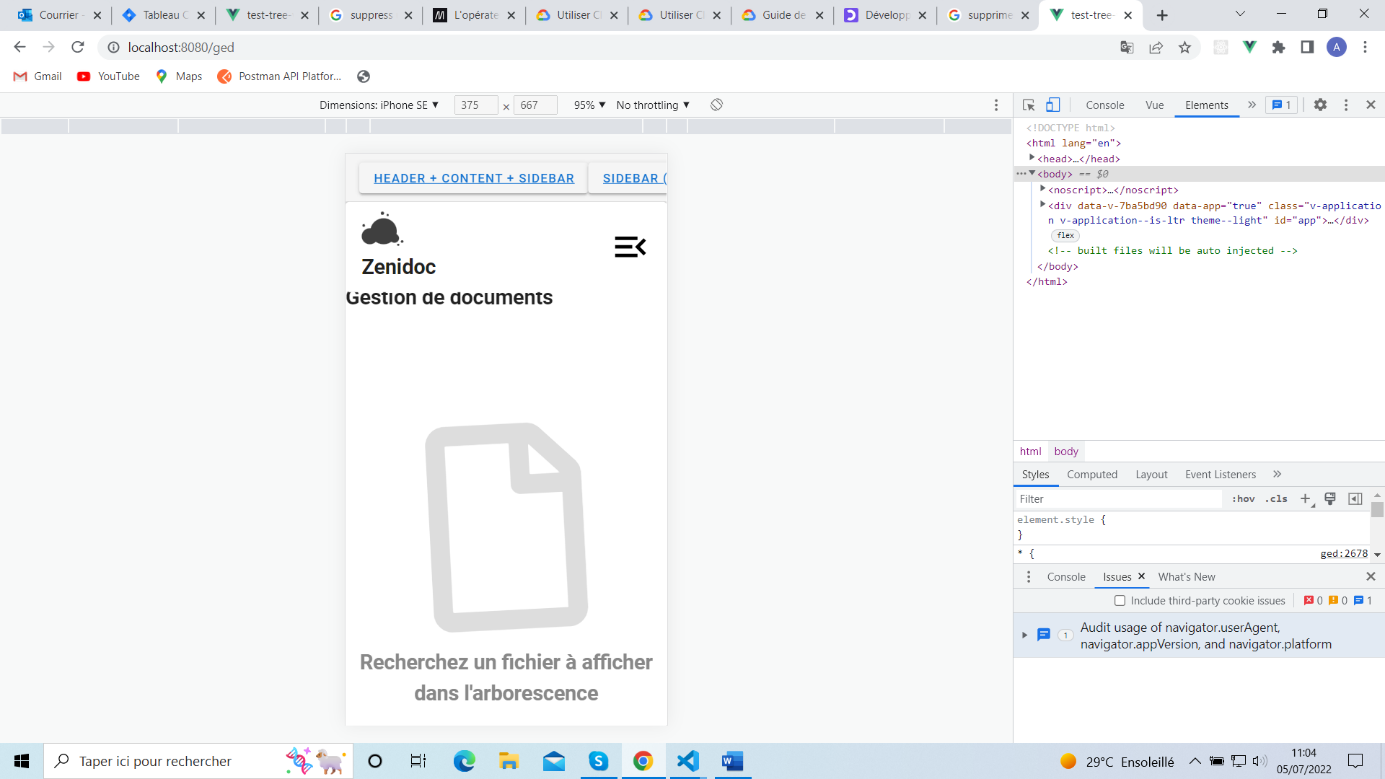 Courrier -
Tableau C
test-tree-
suppress
L'opérate
Utiliser C
Utiliser Cl
Guide de
Développ
supprime
test-tree-
localhost:8080/ged
A
Gmail
YouTube
Maps
Postman API Platfor...
Dimensions: iPhone SE ▼ 375 × 667 95% ▼ No throttling ▼
Console Vue Elements » 1
<!DOCTYPE html>
<html lang="en">
<head>…</head>
<body> == $0
<noscript>…</noscript>
<div data-v-7ba5bd90 data-app="true" class="v-applicatio
n v-application--is-ltr theme--light" id="app">…</div>
flex
<!-- built files will be auto injected -->
</body>
</html>
HEADER + CONTENT + SIDEBAR
SIDEBAR (
Zenidoc
Gestion de documents
Recherchez un fichier à afficher
dans l'arborescence
html body
Styles Computed Layout Event Listeners »
Filter :hov .cls +
element.style {
}
* { ged:2678
Console Issues × What's New
Include third-party cookie issues 0 0 1
1 Audit usage of navigator.userAgent,
navigator.appVersion, and navigator.platform
Taper ici pour rechercher
29°C Ensoleillé
11:04
05/07/2022